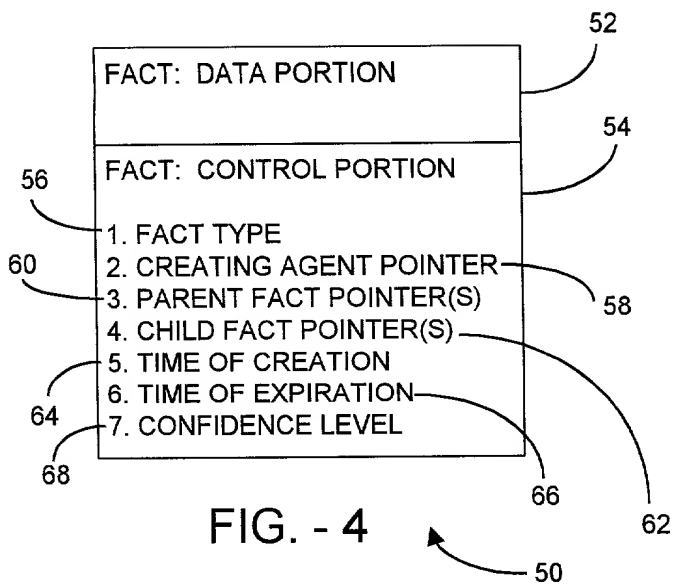 52
FACT: DATA PORTION
54
FACT: CONTROL PORTION
56
1. FACT TYPE
60
2. CREATING AGENT POINTER
58
3. PARENT FACT POINTER(S)
4. CHILD FACT POINTER(S)
5. TIME OF CREATION
64
6. TIME OF EXPIRATION
7. CONFIDENCE LEVEL
68
66
62
FIG. - 4
50